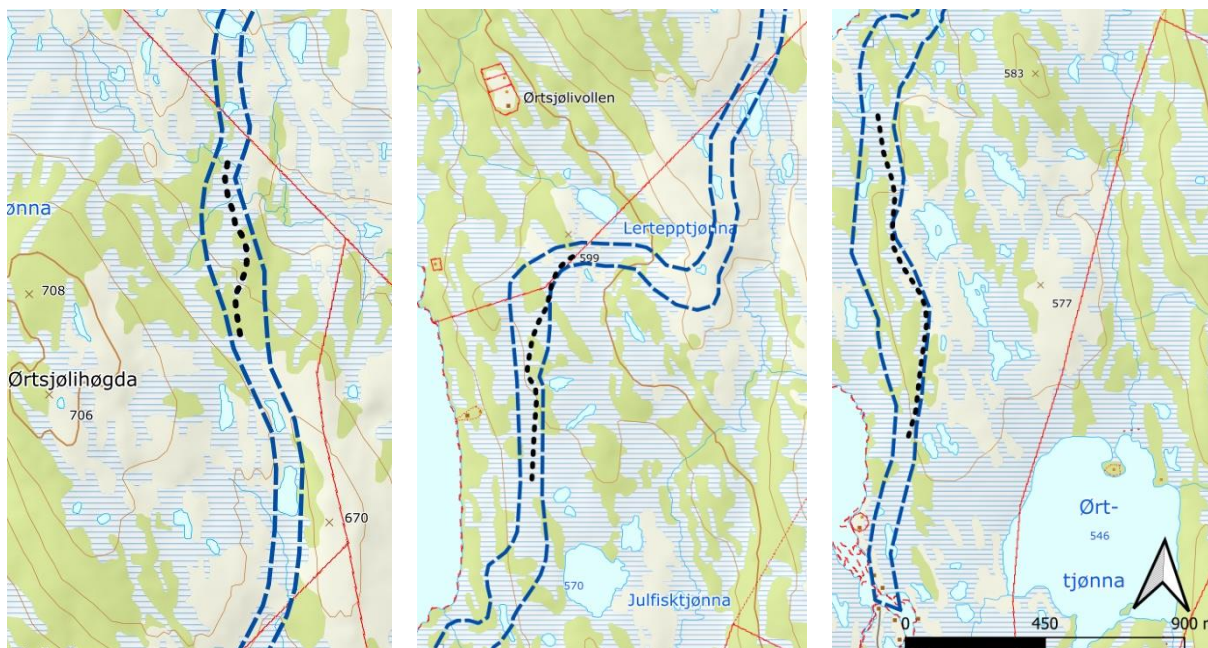 ønna
708
Ørtsjølihøgda
706
670
Ørtsjølivollen
Lertepptjønna
599
570
Julfisktjønna
583
577
Ørt-
546
tjønna
0 450 900 m